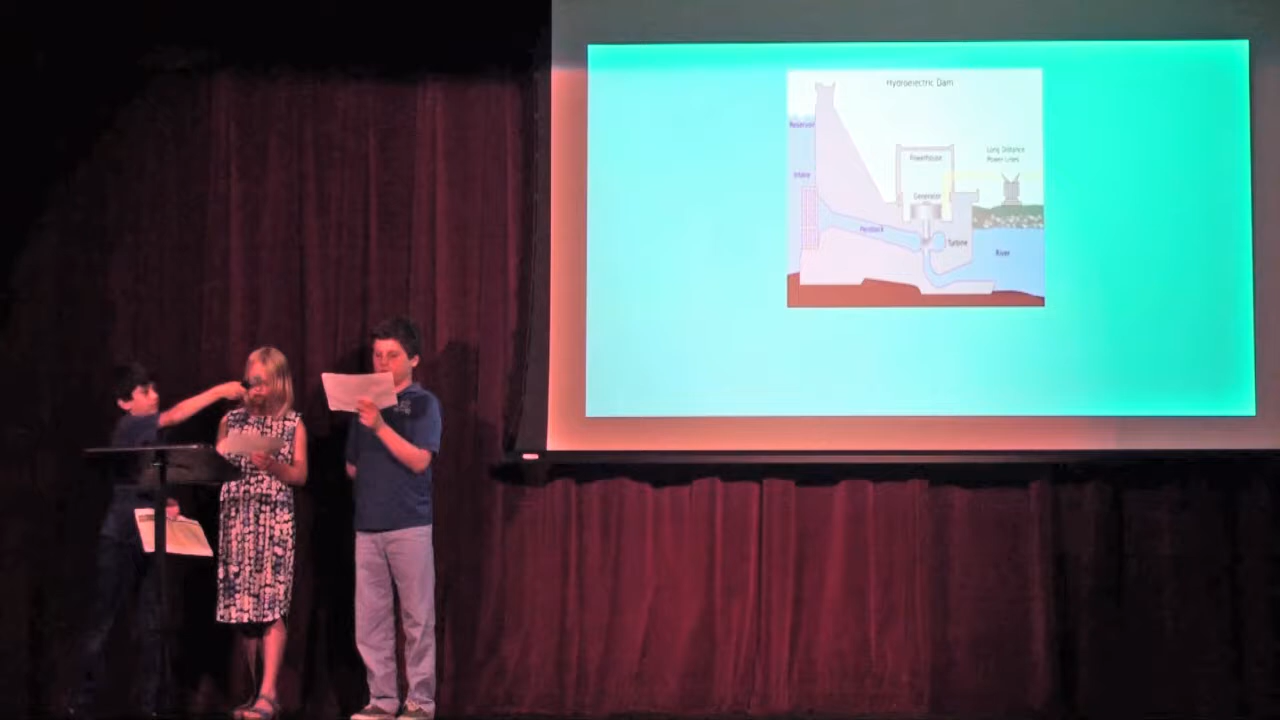 Hydroelectric Dam
Reservoir
Long Distance
Power Lines
Powerhouse
Intake
Generator
Penstock
Turbine
River